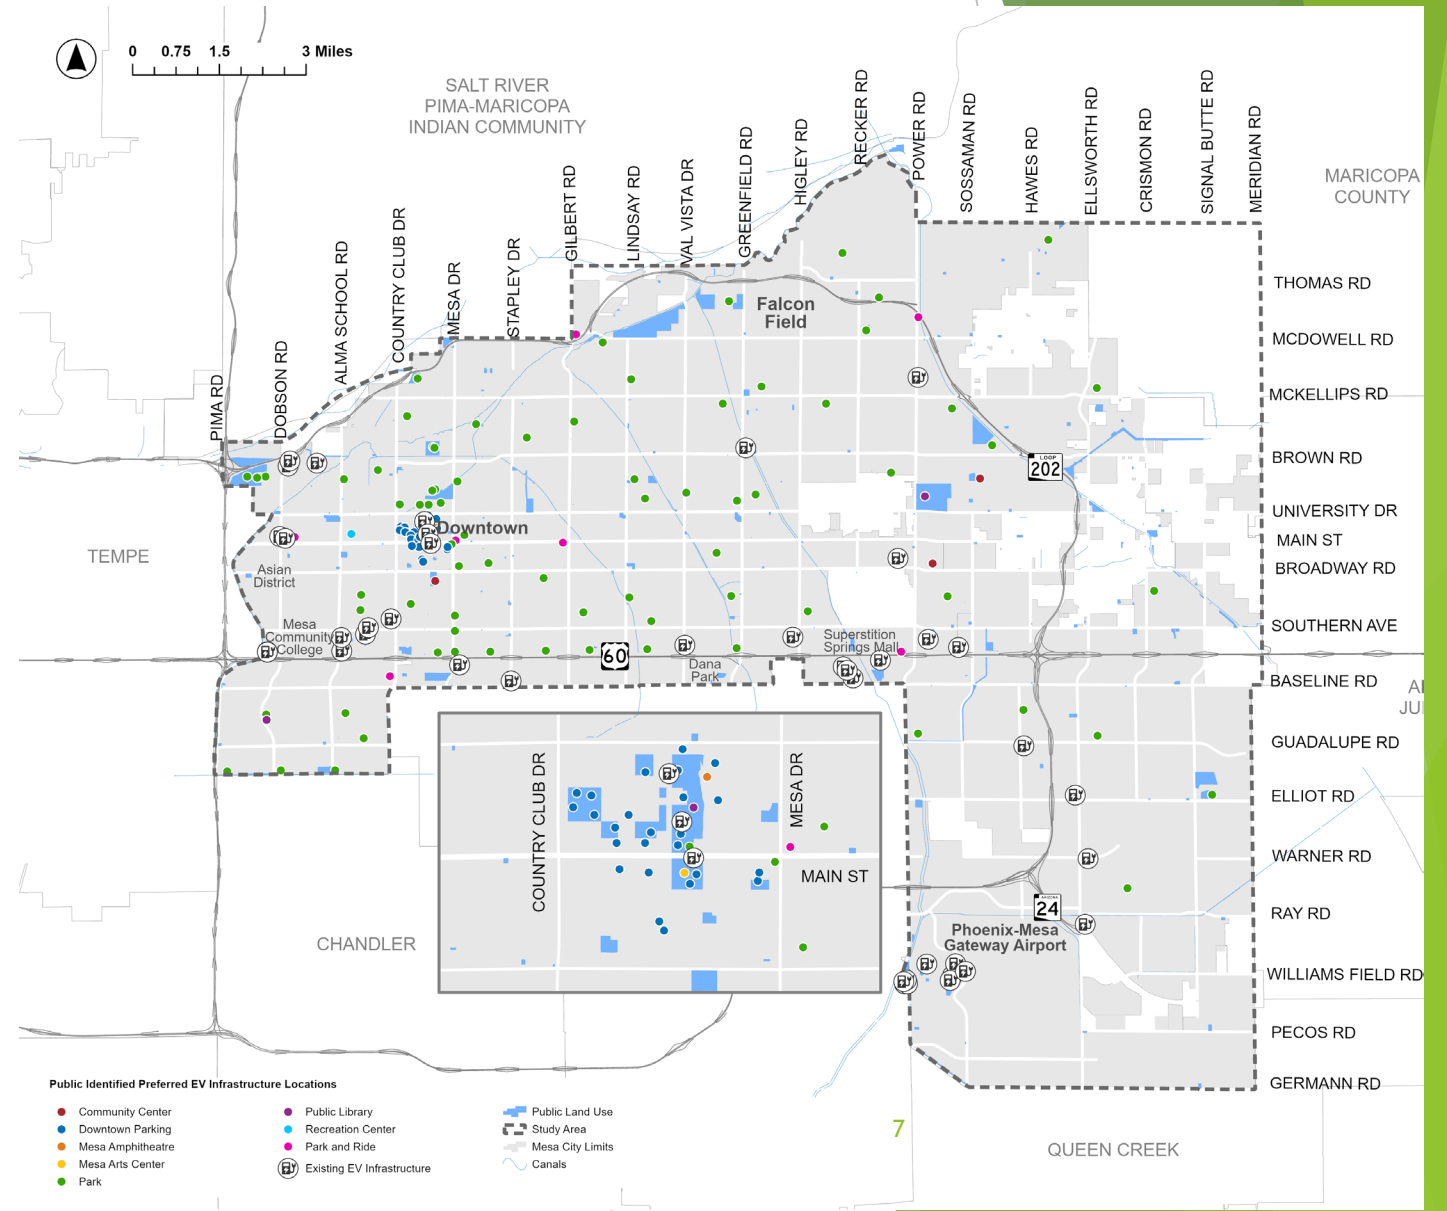 0 0.75 1.5 3 Miles
SALT RIVER
PIMA-MARICOPA
INDIAN COMMUNITY
MARICOPA
COUNTY
PIMA RD
DOBSON RD
ALMA SCHOOL RD
COUNTRY CLUB DR
MESA DR
STAPLEY DR
GILBERT RD
LINDSAY RD
VAL VISTA DR
GREENFIELD RD
HIGLEY RD
RECKER RD
POWER RD
SOSSAMAN RD
HAWES RD
ELLSWORTH RD
CRISMON RD
SIGNAL BUTTE RD
MERIDIAN RD
THOMAS RD
MCDOWELL RD
MCKELLIPS RD
BROWN RD
UNIVERSITY DR
MAIN ST
BROADWAY RD
SOUTHERN AVE
BASELINE RD
GUADALUPE RD
ELLIOT RD
WARNER RD
RAY RD
WILLIAMS FIELD RD
PECOS RD
GERMANN RD
Falcon
Field
LOOP
202
Downtown
TEMPE
Asian
District
Mesa
Community
College
60
Dana
Park
Superstition
Springs Mall
COUNTRY CLUB DR
MESA DR
MAIN ST
CHANDLER
ARIZONA
24
Phoenix-Mesa
Gateway Airport
QUEEN CREEK
7
Public Identified Preferred EV Infrastructure Locations
Community Center
Downtown Parking
Mesa Amphitheatre
Mesa Arts Center
Park
Public Library
Recreation Center
Park and Ride
Existing EV Infrastructure
Public Land Use
Study Area
Mesa City Limits
Canals